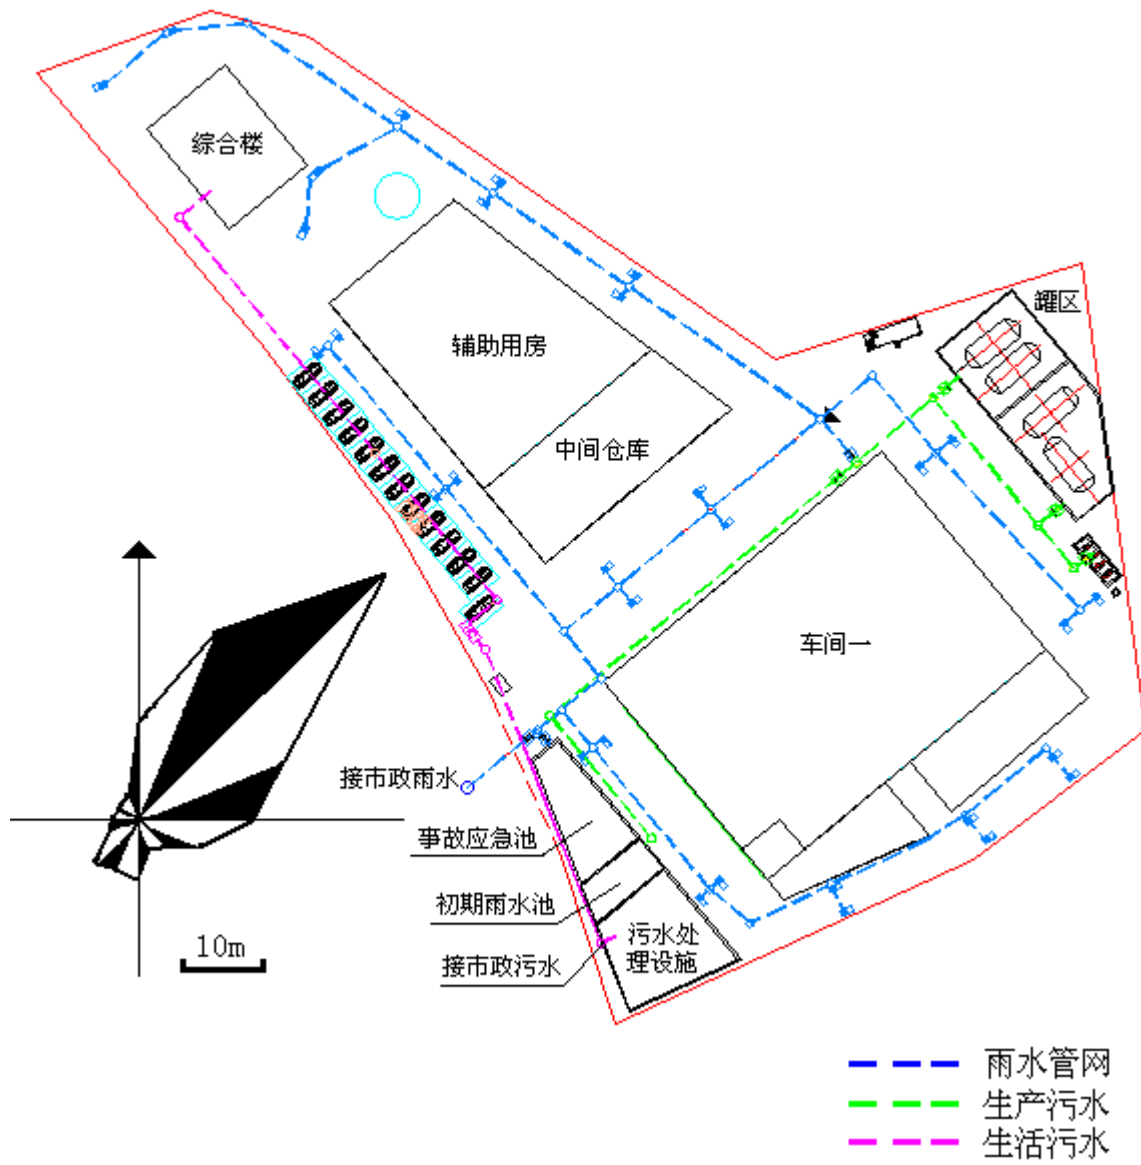 综合楼
罐区
辅助用房
中间仓库
车间一
接市政雨水
事故应急池
初期雨水池
污水处
理设施
接市政污水
10m
雨水管网
生产污水
生活污水